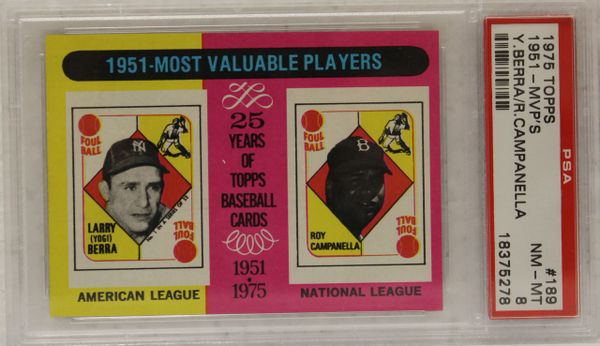 1951-MOST VALUABLE PLAYERS
FOUL
BALL
LARRY
(YOGI)
BERRA
FOUL
BALL
AMERICAN LEAGUE
25
YEARS
OF
TOPPS
BASEBALL
CARDS
1951
1975
FOUL
BALL
ROY
CAMPANELLA
FOUL
BALL
NATIONAL LEAGUE
1975 TOPPS
1951-MVP'S
Y.BERRA/R.CAMPANELLA
PSA
#189
NM-MT
8
18375278